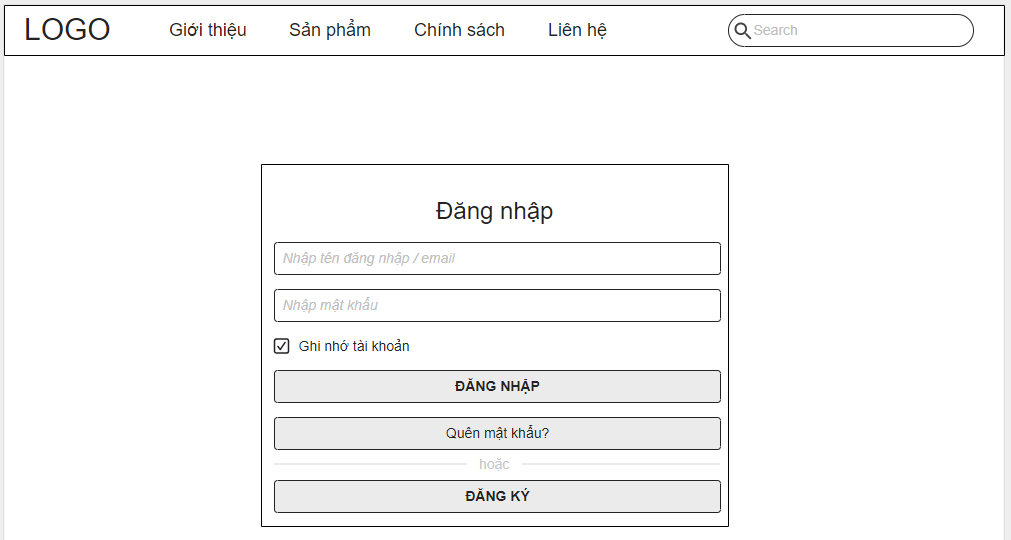 LOGO Giới thiệu Sản phẩm Chính sách Liên hệ Search
Đăng nhập
Nhập tên đăng nhập / email
Nhập mật khẩu
Ghi nhớ tài khoản
ĐĂNG NHẬP
Quên mật khẩu?
hoặc
ĐĂNG KÝ